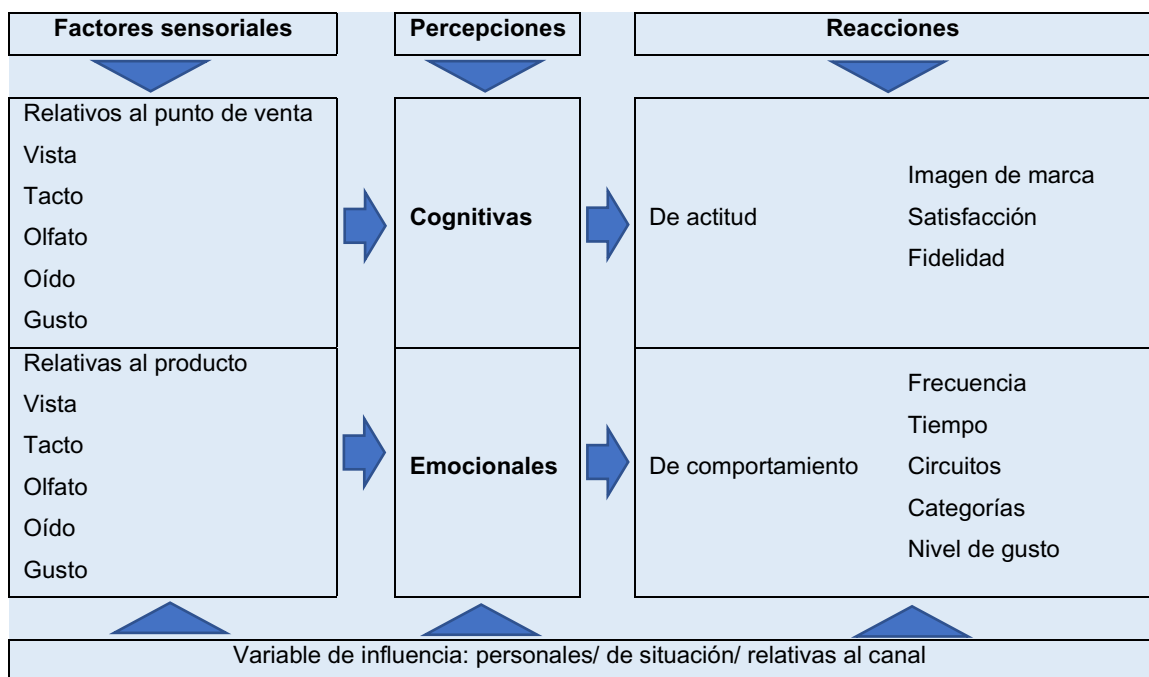 Factores sensoriales
Percepciones
Reacciones
Relativos al punto de venta
Vista
Tacto
Olfato
Oído
Gusto
Cognitivas
De actitud
Imagen de marca
Satisfacción
Fidelidad
Relativas al producto
Vista
Tacto
Olfato
Oído
Gusto
Emocionales
De comportamiento
Frecuencia
Tiempo
Circuitos
Categorías
Nivel de gusto
Variable de influencia: personales/ de situación/ relativas al canal